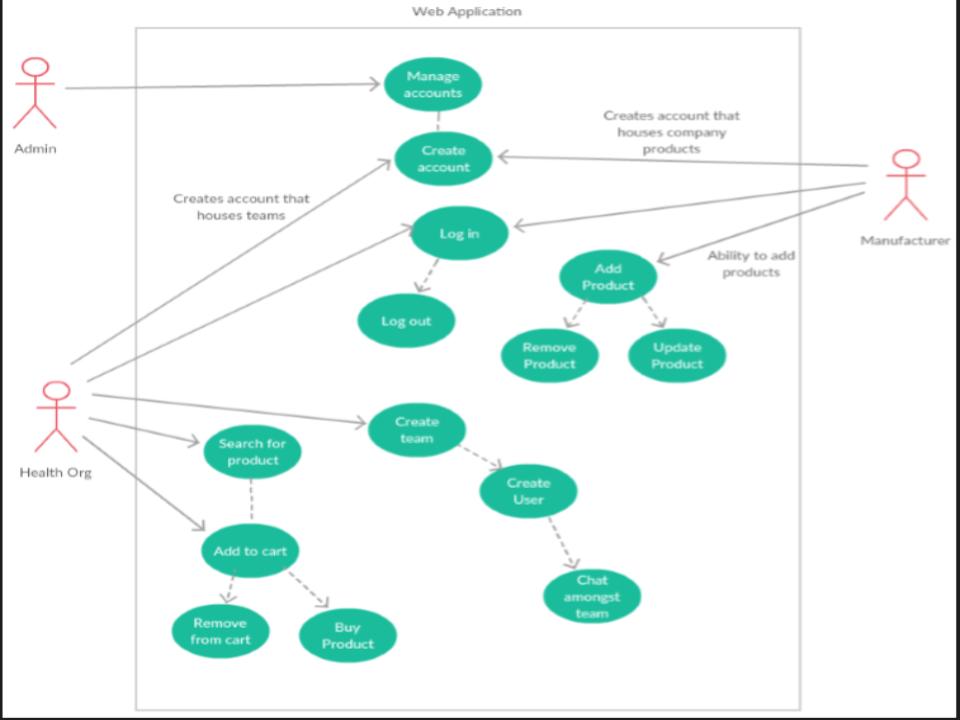 Web Application
Manage
accounts
Admin
Creates account that
houses company
products
Create
account
Creates account that
houses teams
Log in
Manufacturer
Ability to add
products
Add
Product
Log out
Remove
Product
Update
Product
Create
team
Search for
product
Health Org
Create
User
Add to cart
Chat
amongst
team
Remove
from cart
Buy
Product